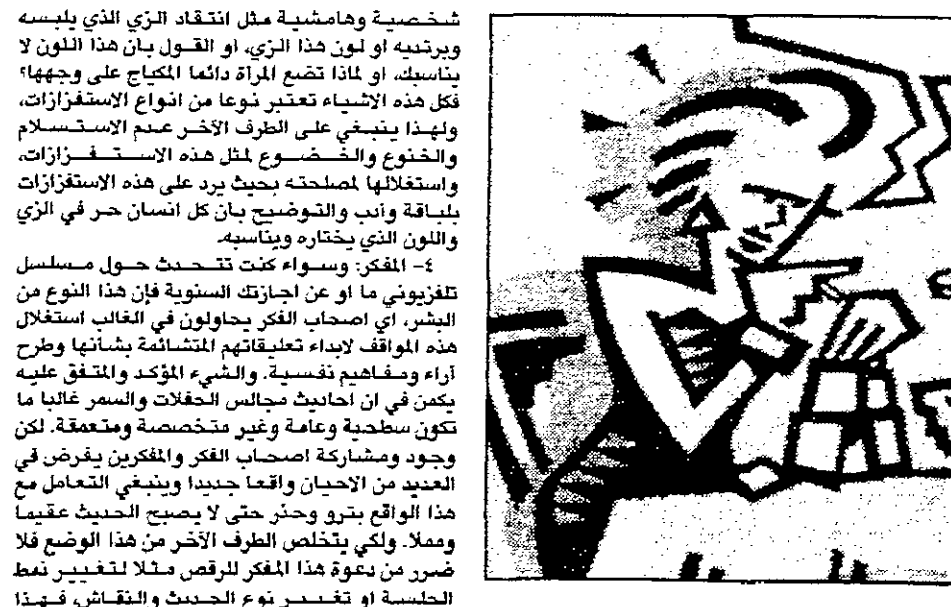 شخصية وهامشية مثل انتقاد الزي الذي يلبسه
ويرتديه او لون هذا الزي، او القول بان هذا اللون لا
يناسبك، او لماذا تضع المرأة دائما المكياج على وجهها؟
فكل هذه الاشياء تعتبر نوعا من انواع الاستفزازات،
ولهذا ينبغي على الطرف الآخر عدم الاستسلام
والخنوع والخضوع لمثل هذه الاستفزازات،
واستغلالها لمصلحته بحيث يرد على هذه الاستفزازات
بلباقة وأدب والتوضيح بان كل انسان حر في الزي
واللون الذي يختاره ويناسبه.
٤- المفكر: وسواء كنت تتحدث حول مسلسل
تلفزيوني ما او عن اجازتك السنوية فإن هذا النوع من
البشر، اي اصحاب الفكر يحاولون في الغالب استغلال
هذه المواقف لابداء تعليقاتهم المتشائمة بشأنها وطرح
آراء ومفاهيم نفسية. والشيء المؤكد والمتفق عليه
يكمن في ان احاديث مجالس الحفلات والسمر غالبا ما
تكون سطحية وعامة وغير متخصصة ومتعمقة. لكن
وجود ومشاركة اصحاب الفكر والمفكرين يفرض في
العديد من الاحيان واقعا جديدا وينبغي التعامل مع
هذا الواقع بترو وحذر حتى لا يصبح الحديث عقيما
ومملا. ولكي يتخلص الطرف الآخر من هذا الوضع فلا
ضرر من دعوة هذا المفكر للرقص مثلا لتغيير نمط
الجلسة او تغيير نوع الحديث والنقاش، فهذا